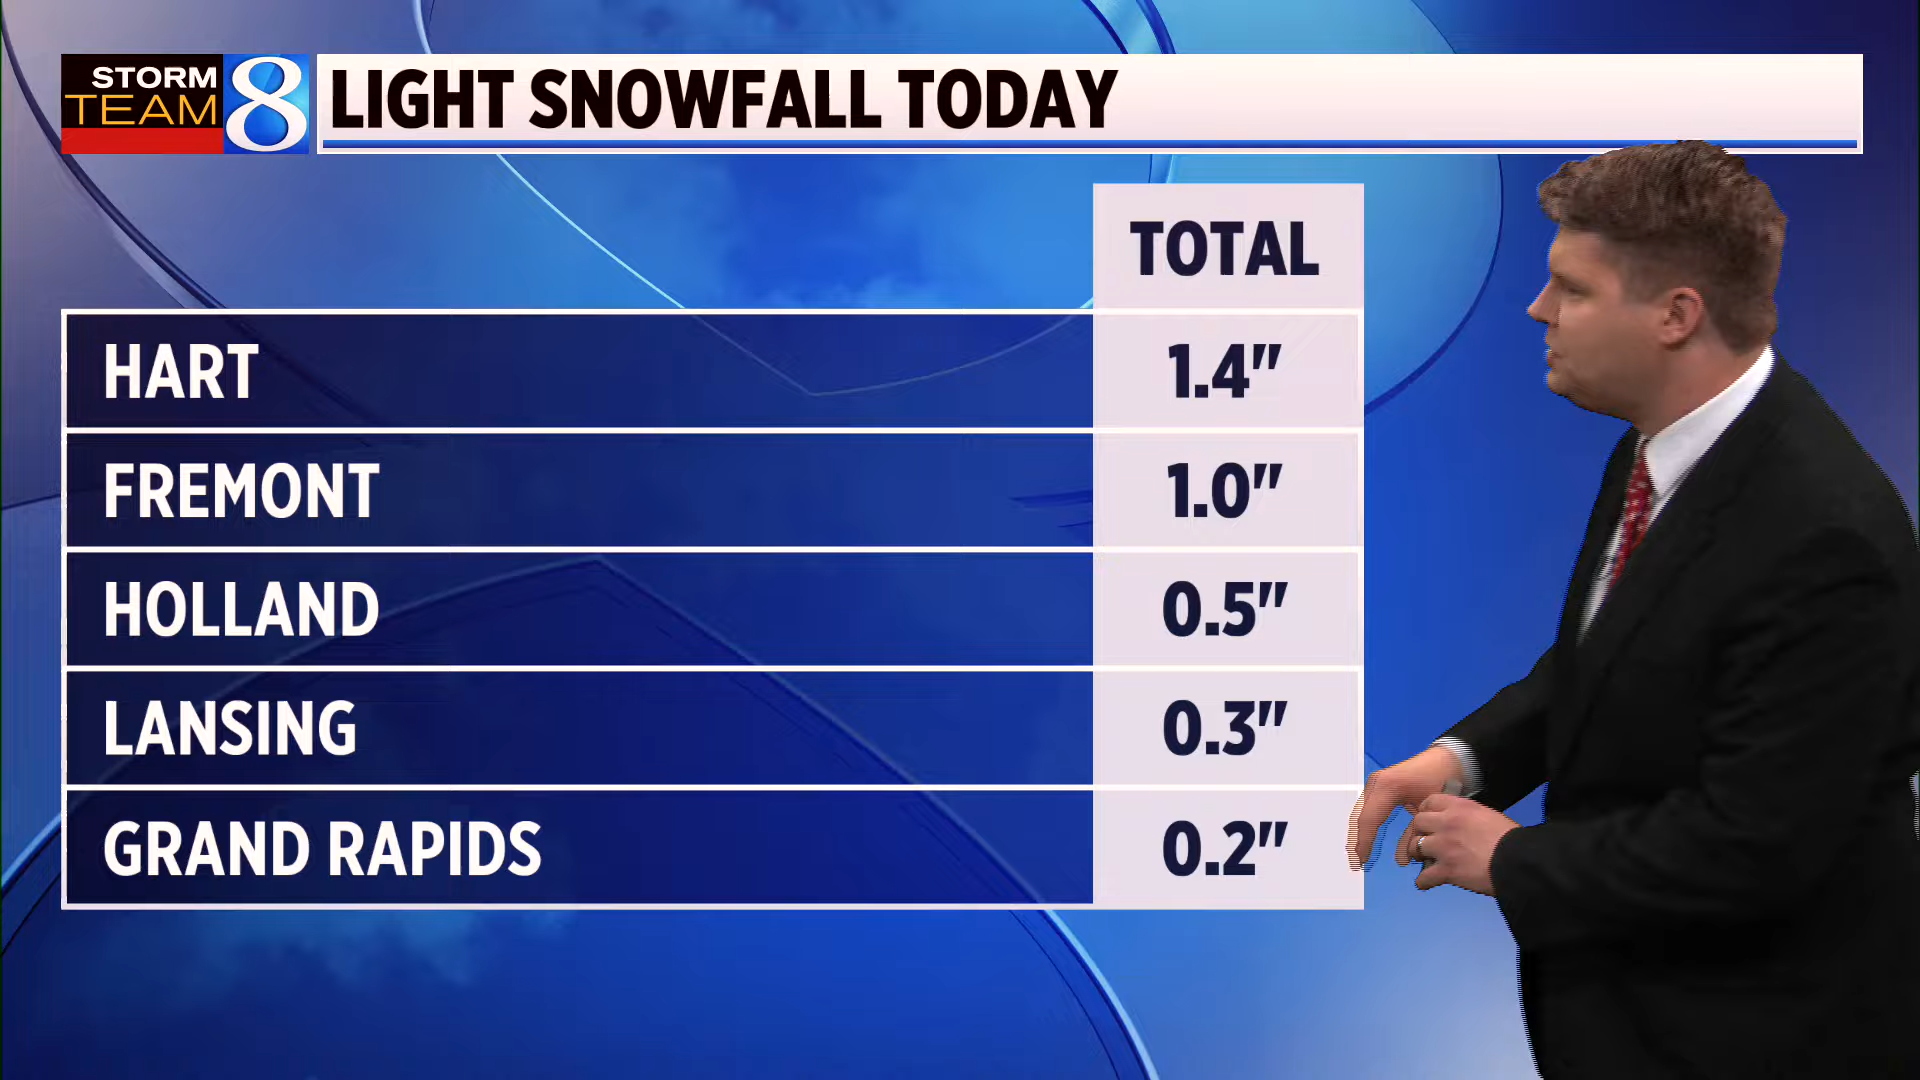 STORM
TEAM
8
LIGHT SNOWFALL TODAY
TOTAL
HART 1.4"
FREMONT 1.0"
HOLLAND 0.5"
LANSING 0.3"
GRAND RAPIDS 0.2"